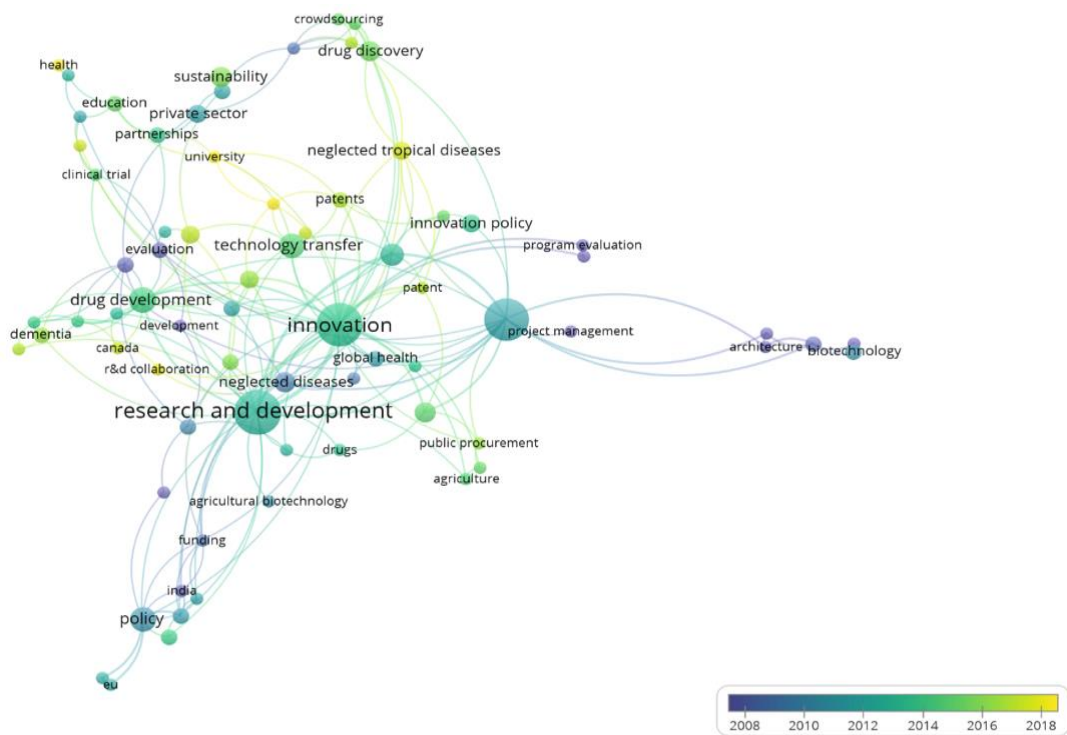 crowdsourcing
drug discovery
health
sustainability
education
private sector
partnerships
university
neglected tropical diseases
clinical trial
patents
innovation policy
evaluation
technology transfer
program evaluation
patent
drug development
development
innovation
project management
dementia
canada
global health
architecture
biotechnology
r&d collaboration
neglected diseases
research and development
public procurement
drugs
agriculture
agricultural biotechnology
funding
india
policy
eu
2008 2010 2012 2014 2016 2018